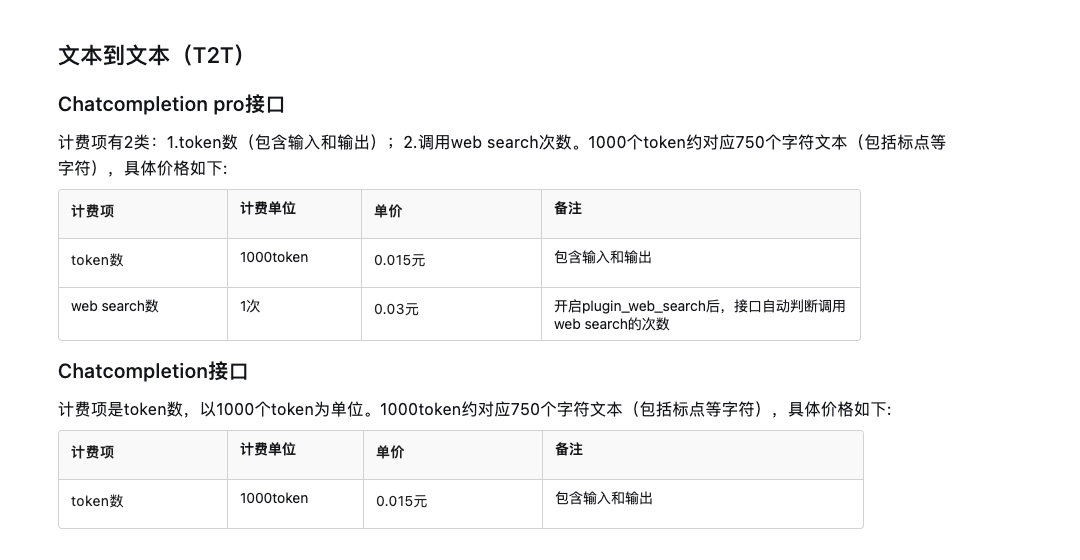 文本到文本（T2T）
Chatcompletion pro接口
计费项有2类：1.token数（包含输入和输出）；2.调用web search次数。1000个token约对应750个字符文本（包括标点等
字符），具体价格如下:
计费项 计费单位 单价 备注
token数 1000token 0.015元 包含输入和输出
web search数 1次 0.03元 开启plugin_web_search后，接口自动判断调用
web search的次数
Chatcompletion接口
计费项是token数，以1000个token为单位。1000token约对应750个字符文本（包括标点等字符），具体价格如下:
计费项 计费单位 单价 备注
token数 1000token 0.015元 包含输入和输出